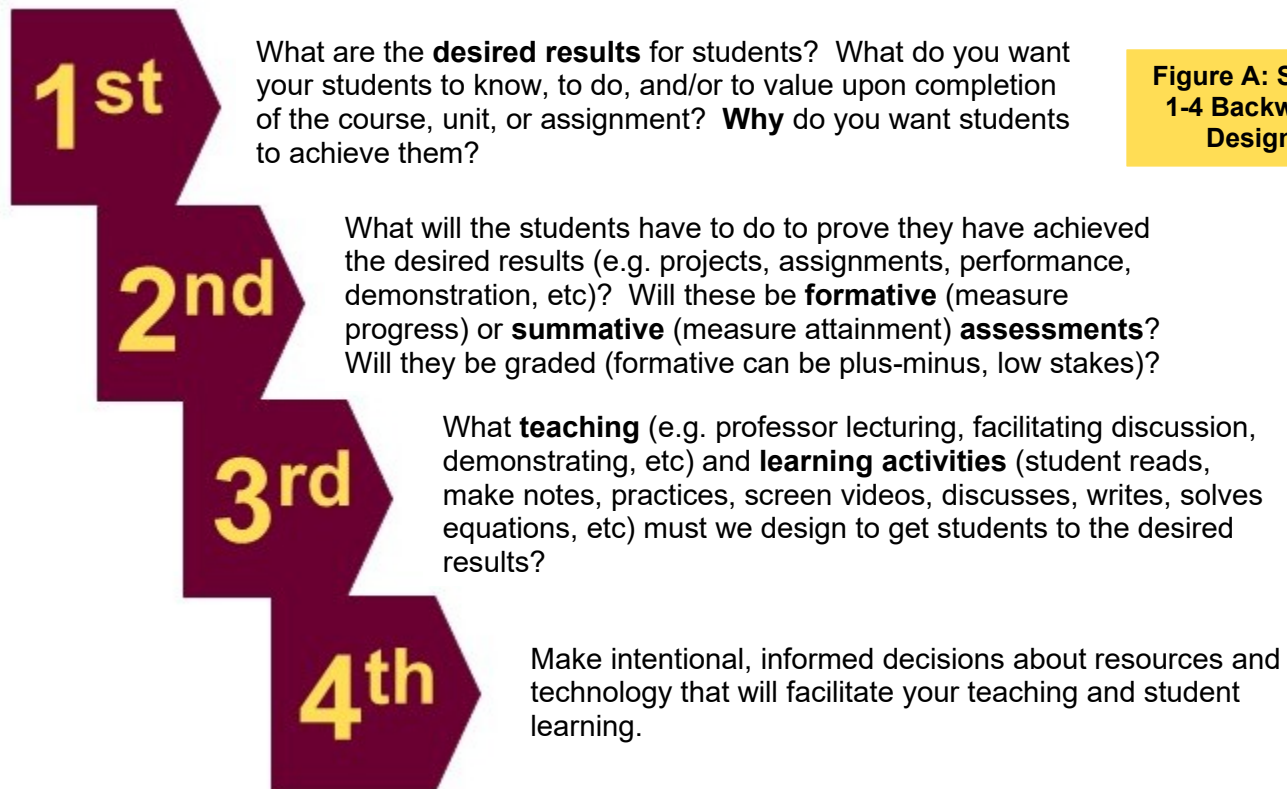 1st
What are the desired results for students?  What do you want
your students to know, to do, and/or to value upon completion
of the course, unit, or assignment?  Why do you want students
to achieve them?
Figure A: S
1-4 Backw
Design
2nd
What will the students have to do to prove they have achieved
the desired results (e.g. projects, assignments, performance,
demonstration, etc)?  Will these be formative (measure
progress) or summative (measure attainment) assessments?
Will they be graded (formative can be plus-minus, low stakes)?
3rd
What teaching (e.g. professor lecturing, facilitating discussion,
demonstrating, etc) and learning activities (student reads,
make notes, practices, screen videos, discusses, writes, solves
equations, etc) must we design to get students to the desired
results?
4th
Make intentional, informed decisions about resources and
technology that will facilitate your teaching and student
learning.